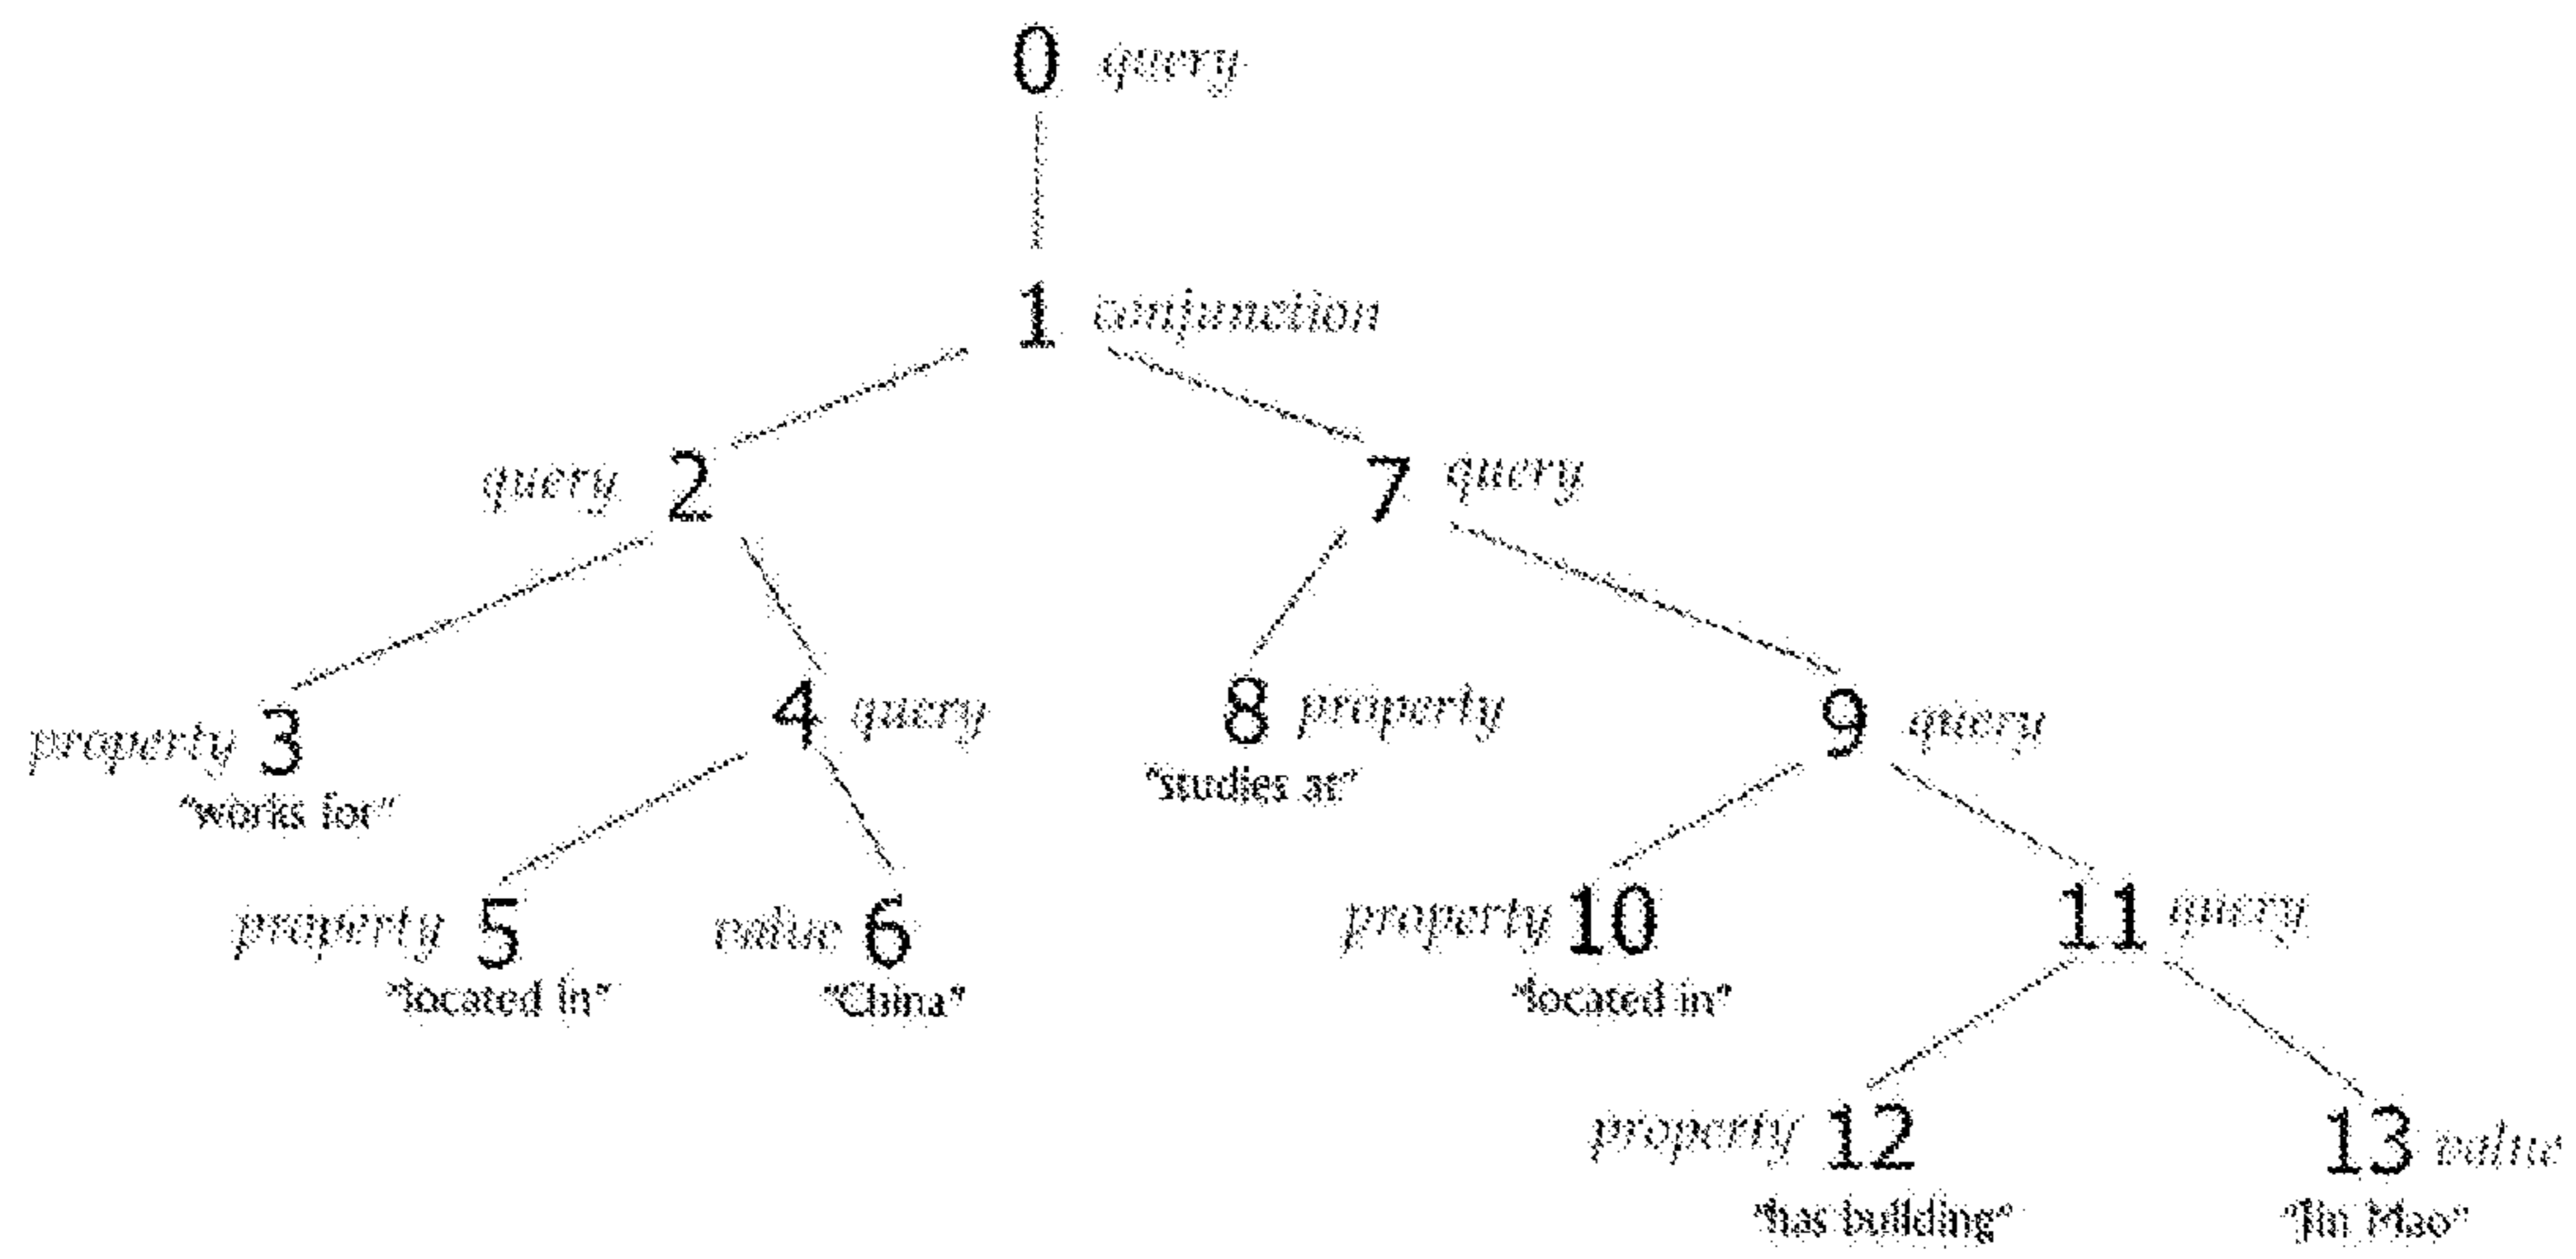 0 query
1 conjunction
query 2
7 query
property 3
"works for"
4 query
8 property
"studies at"
9 query
property 5
"located in"
value 6
"China"
property 10
"located in"
11 query
property 12
"has building"
13 value
"Jin Mao"